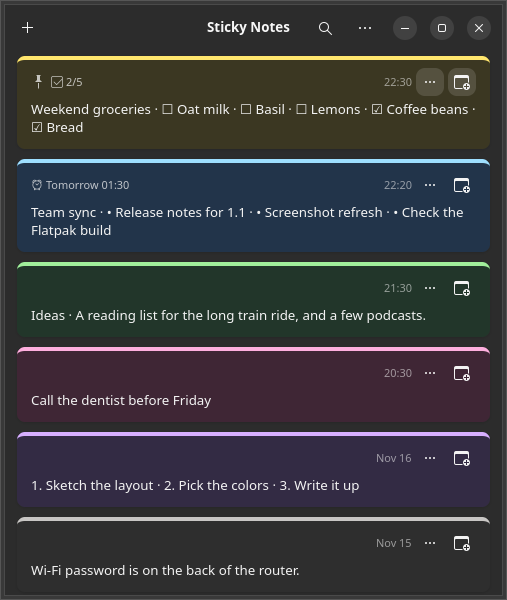 Sticky Notes
2/5
22:30
Weekend groceries · ☐ Oat milk · ☐ Basil · ☐ Lemons · ☑ Coffee beans ·
☑ Bread
Tomorrow 01:30
22:20
Team sync · • Release notes for 1.1 · • Screenshot refresh · • Check the
Flatpak build
21:30
Ideas · A reading list for the long train ride, and a few podcasts.
20:30
Call the dentist before Friday
Nov 16
1. Sketch the layout · 2. Pick the colors · 3. Write it up
Nov 15
Wi-Fi password is on the back of the router.